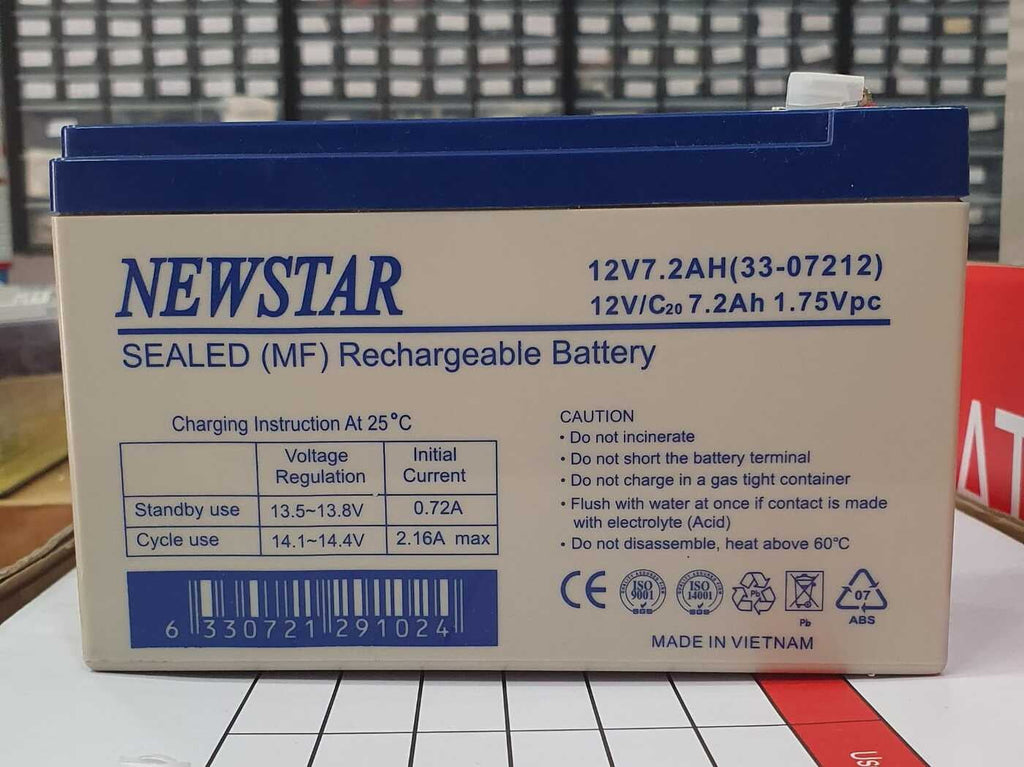 NEWSTAR
12V7.2AH(33-07212)
12V/C20 7.2Ah 1.75Vpc
SEALED (MF) Rechargeable Battery
Charging Instruction At 25°C
Voltage Regulation Initial Current
Standby use 13.5~13.8V 0.72A
Cycle use 14.1~14.4V 2.16A max
6 330721 291024
CAUTION
• Do not incinerate
• Do not short the battery terminal
• Do not charge in a gas tight container
• Flush with water at once if contact is made
with electrolyte (Acid)
• Do not disassemble, heat above 60°C
CE
ISO
9001
SGS
ISO
14001
SGS
Pb
Pb
07
ABS
MADE IN VIETNAM
AT